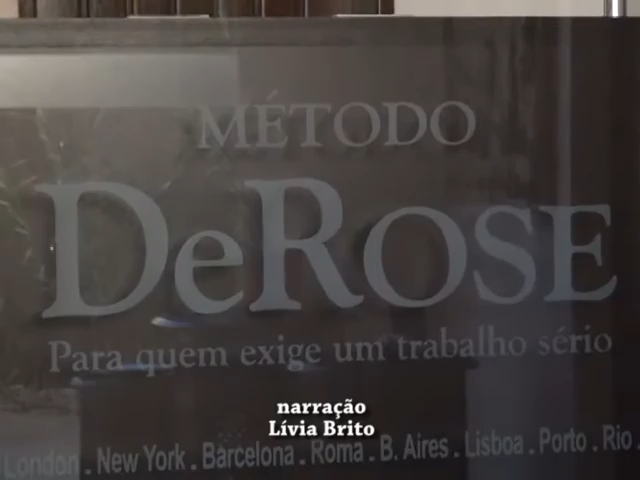 MÉTODO
DeROSE
Para quem exige um trabalho sério
narração
Lívia Brito
London . New York . Barcelona . Roma . B. Aires . Lisboa . Porto . Rio .